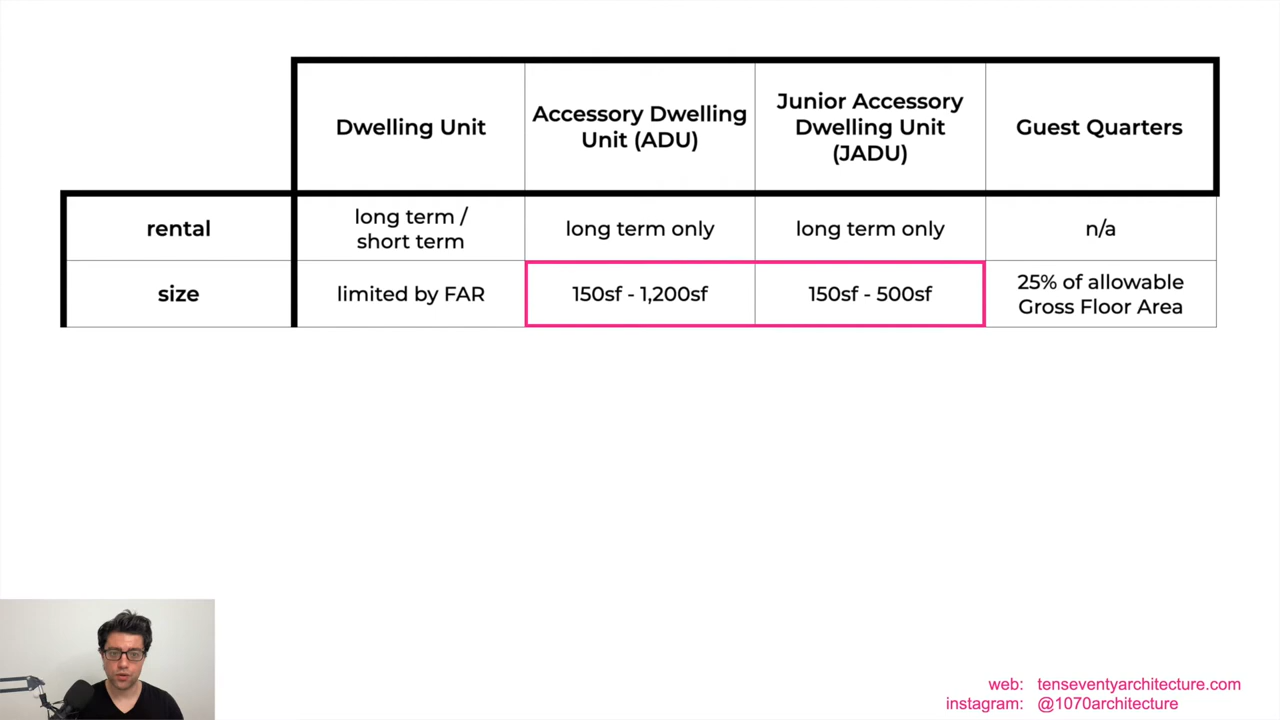 Dwelling Unit
Accessory Dwelling
Unit (ADU)
Junior Accessory
Dwelling Unit
(JADU)
Guest Quarters
rental
long term /
short term
long term only
long term only
n/a
size
limited by FAR
150sf - 1,200sf
150sf - 500sf
25% of allowable
Gross Floor Area
web: tenseventyarchitecture.com
instagram: @1070architecture